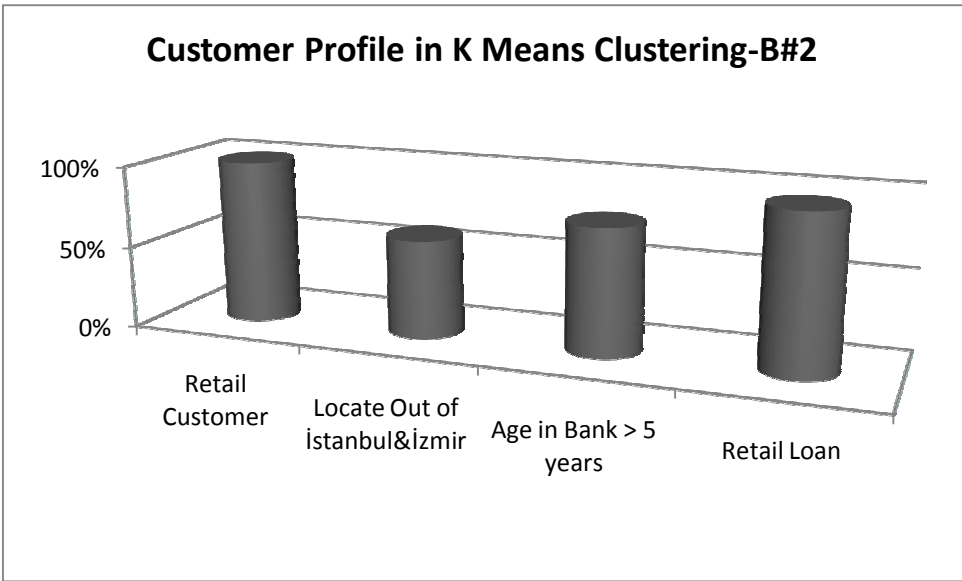 Customer Profile in K Means Clustering-B#2
100%
50%
0%
Retail
Customer
Locate Out of
İstanbul&İzmir
Age in Bank > 5
years
Retail Loan